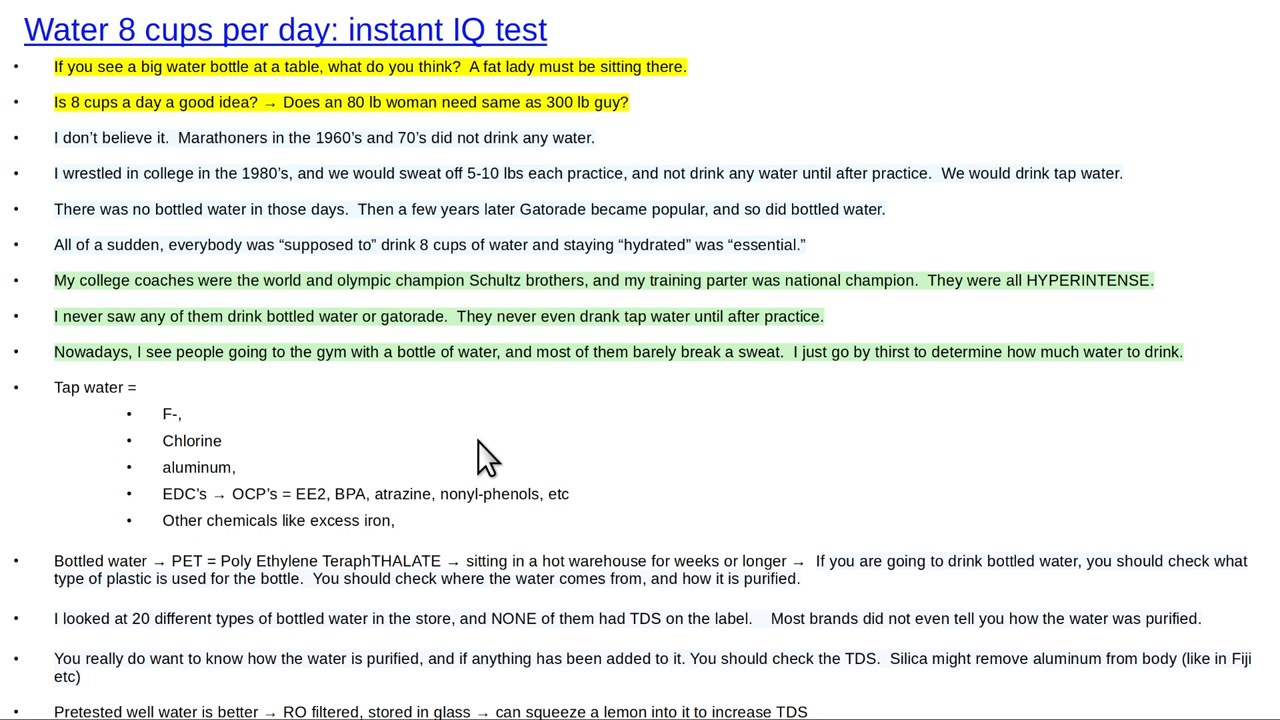 Water 8 cups per day: instant IQ test
• If you see a big water bottle at a table, what do you think?  A fat lady must be sitting there.
• Is 8 cups a day a good idea? → Does an 80 lb woman need same as 300 lb guy?
• I don’t believe it.  Marathoners in the 1960’s and 70’s did not drink any water.
• I wrestled in college in the 1980’s, and we would sweat off 5-10 lbs each practice, and not drink any water until after practice.  We would drink tap water.
• There was no bottled water in those days.  Then a few years later Gatorade became popular, and so did bottled water.
• All of a sudden, everybody was “supposed to” drink 8 cups of water and staying “hydrated” was “essential.”
• My college coaches were the world and olympic champion Schultz brothers, and my training parter was national champion.  They were all HYPERINTENSE.
• I never saw any of them drink bottled water or gatorade.  They never even drank tap water until after practice.
• Nowadays, I see people going to the gym with a bottle of water, and most of them barely break a sweat.  I just go by thirst to determine how much water to drink.
• Tap water =
• F-,
• Chlorine
• aluminum,
• EDC’s → OCP’s = EE2, BPA, atrazine, nonyl-phenols, etc
• Other chemicals like excess iron,
• Bottled water → PET = Poly Ethylene TeraphTHALATE → sitting in a hot warehouse for weeks or longer →  If you are going to drink bottled water, you should check what
type of plastic is used for the bottle.  You should check where the water comes from, and how it is purified.
• I looked at 20 different types of bottled water in the store, and NONE of them had TDS on the label.    Most brands did not even tell you how the water was purified.
• You really do want to know how the water is purified, and if anything has been added to it. You should check the TDS.  Silica might remove aluminum from body (like in Fiji
etc)
• Pretested well water is better → RO filtered, stored in glass → can squeeze a lemon into it to increase TDS